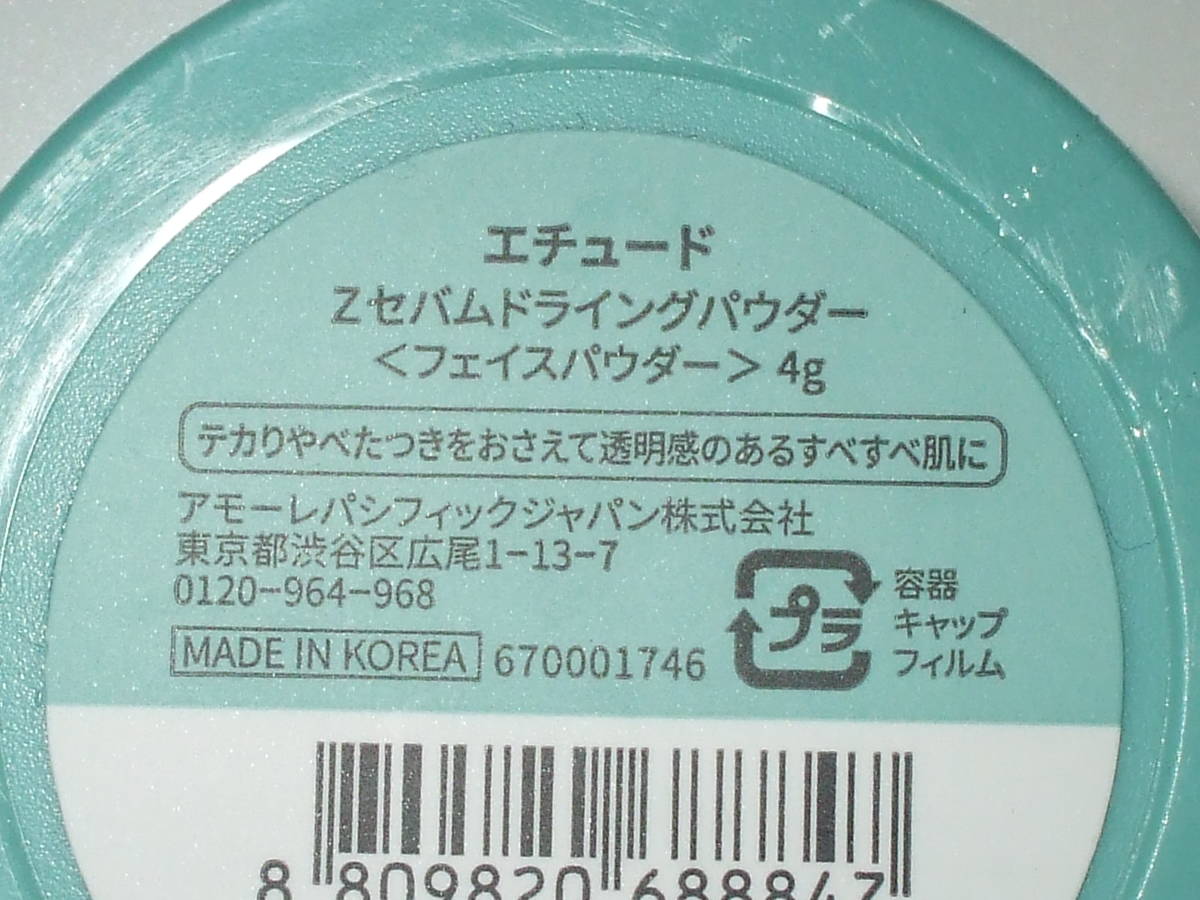 エチュード
Zセバムドライングパウダー
＜フェイスパウダー＞ 4g
テカりやべたつきをおさえて透明感のあるすべすべ肌に
アモーレパシフィックジャパン株式会社
東京都渋谷区広尾1-13-7
0120-964-968
MADE IN KOREA 670001746
プラ
容器
キャップ
フィルム
8 809820 688847